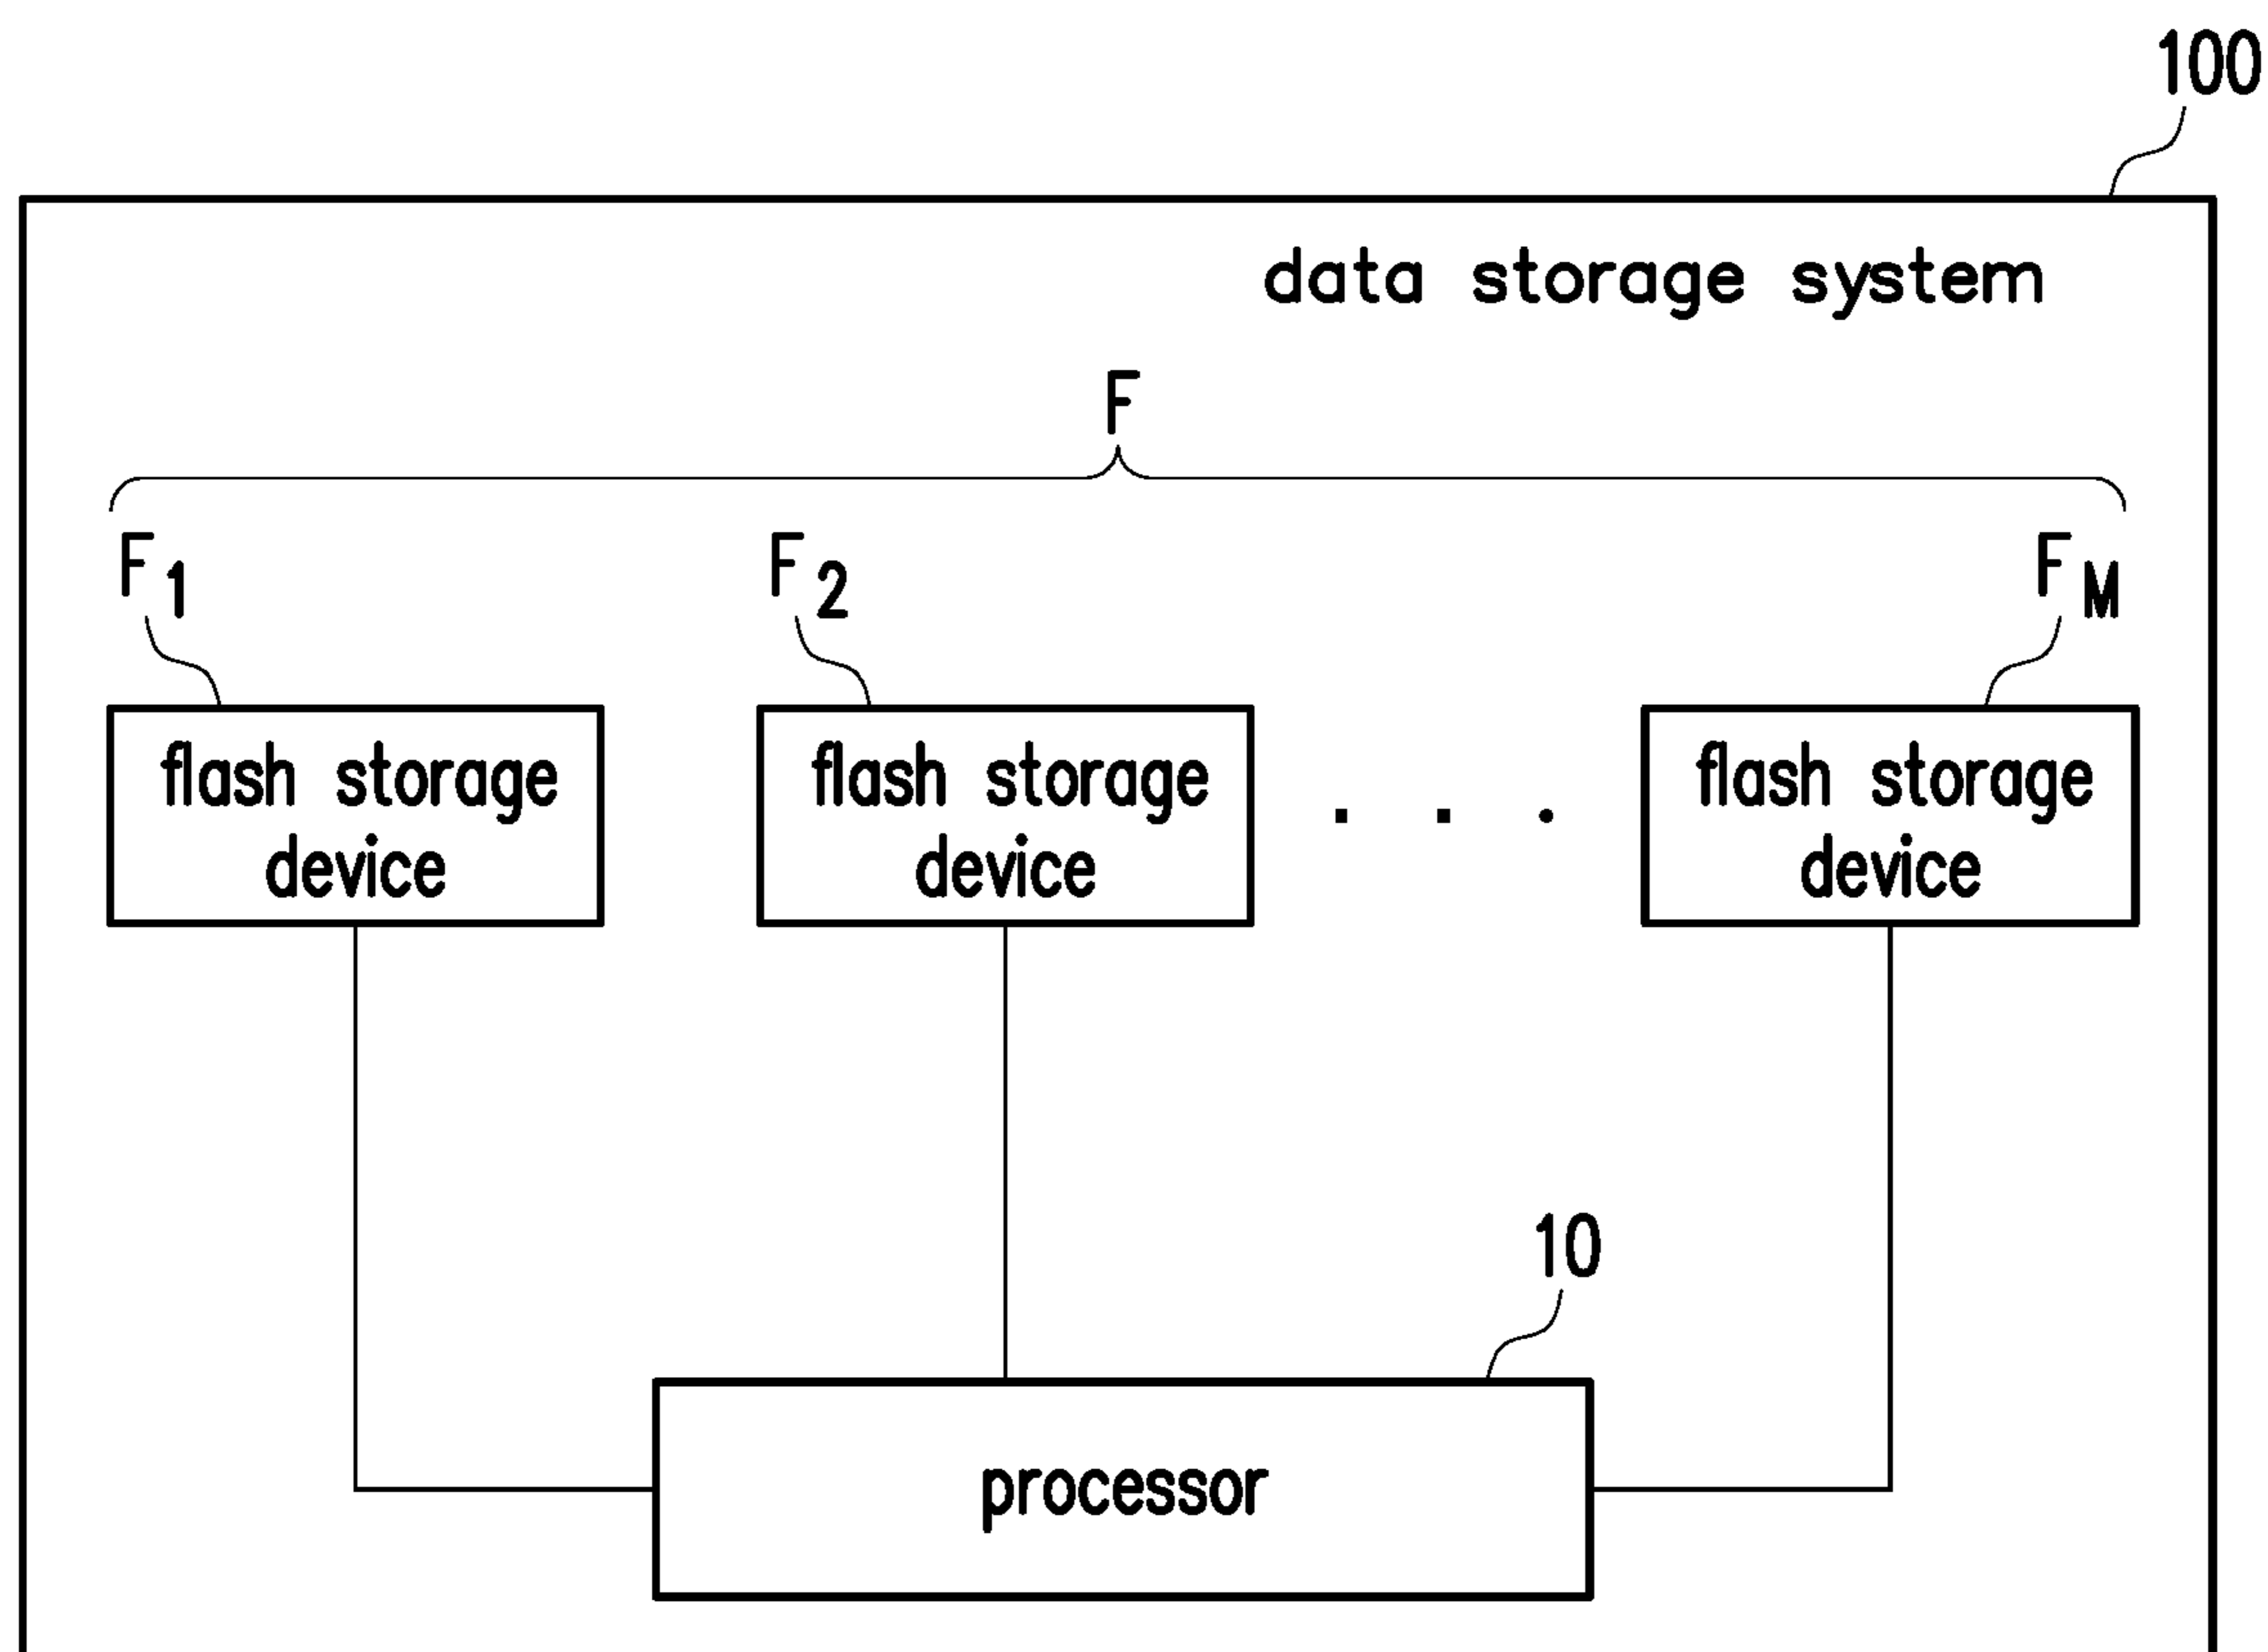 100
data storage system
F
F1 F2 FM
flash storage device
flash storage device
. . .
flash storage device
10
processor